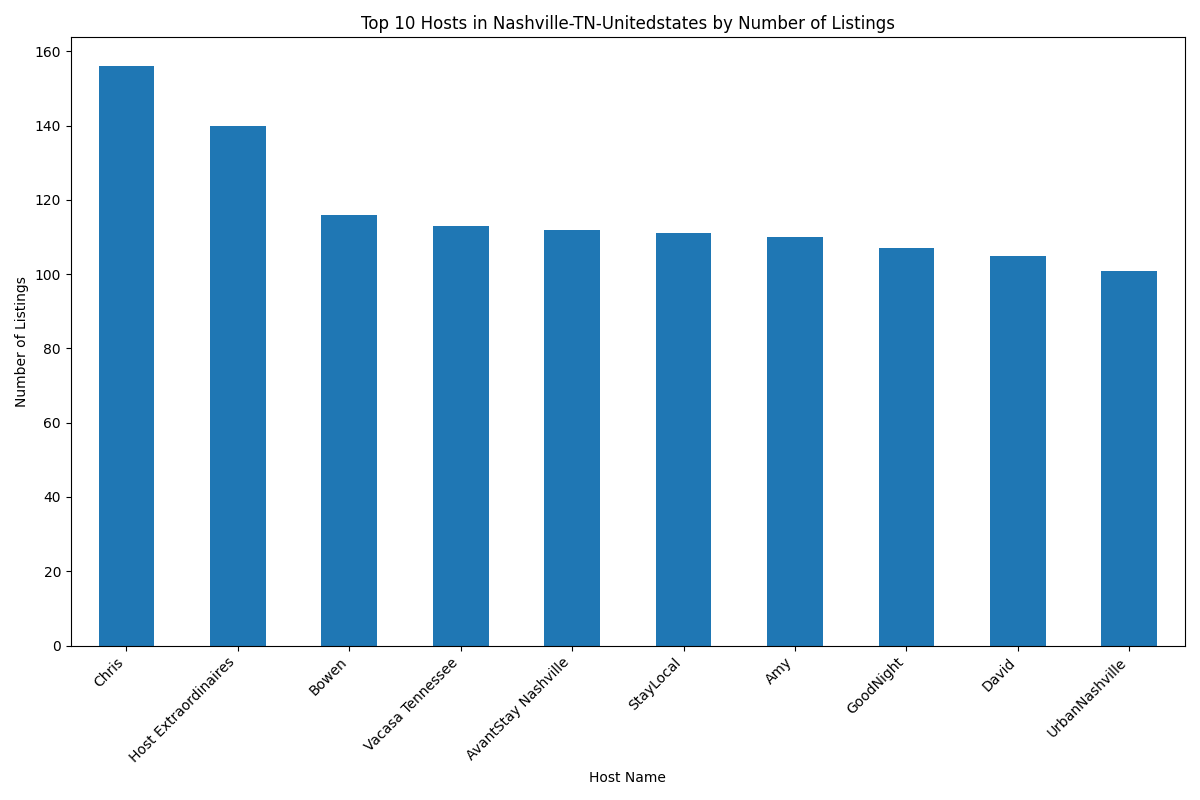 Top 10 Hosts in Nashville-TN-Unitedstates by Number of Listings
160
140
120
100
80
60
40
20
0
Number of Listings
Chris
Host Extraordinaires
Bowen
Vacasa Tennessee
AvantStay Nashville
StayLocal
Amy
GoodNight
David
UrbanNashville
Host Name